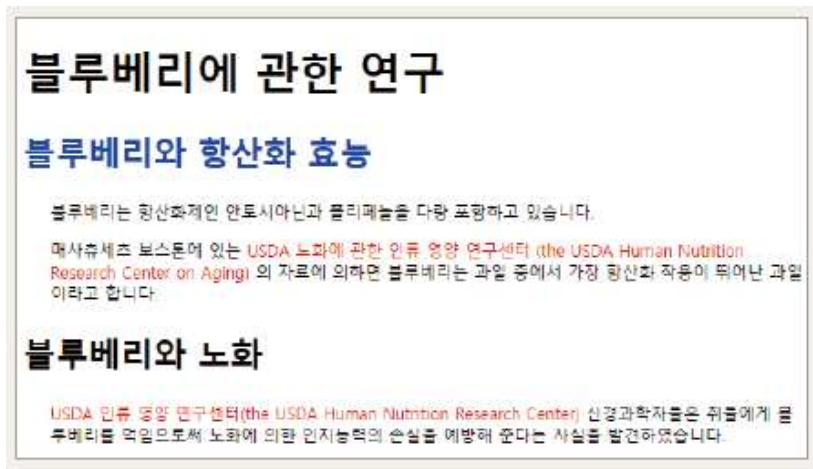 블루베리에 관한 연구
블루베리와 항산화 효능
블루베리는 항산화제인 안토시아닌과 폴리페놀을 다량 포함하고 있습니다.
매사츄세츠 보스톤에 있는 USDA 노화에 관한 인류 영양 연구센터 (the USDA Human Nutrition
Research Center on Aging) 의 자료에 의하면 블루베리는 과일 중에서 가장 항산화 작용이 뛰어난 과일
이라고 합니다.
블루베리와 노화
USDA 인류 영양 연구센터(the USDA Human Nutrition Research Center) 신경과학자들은 쥐들에게 블
루베리를 먹임으로써 노화에 의한 인지능력의 손실을 예방해 준다는 사실을 발견하였습니다.